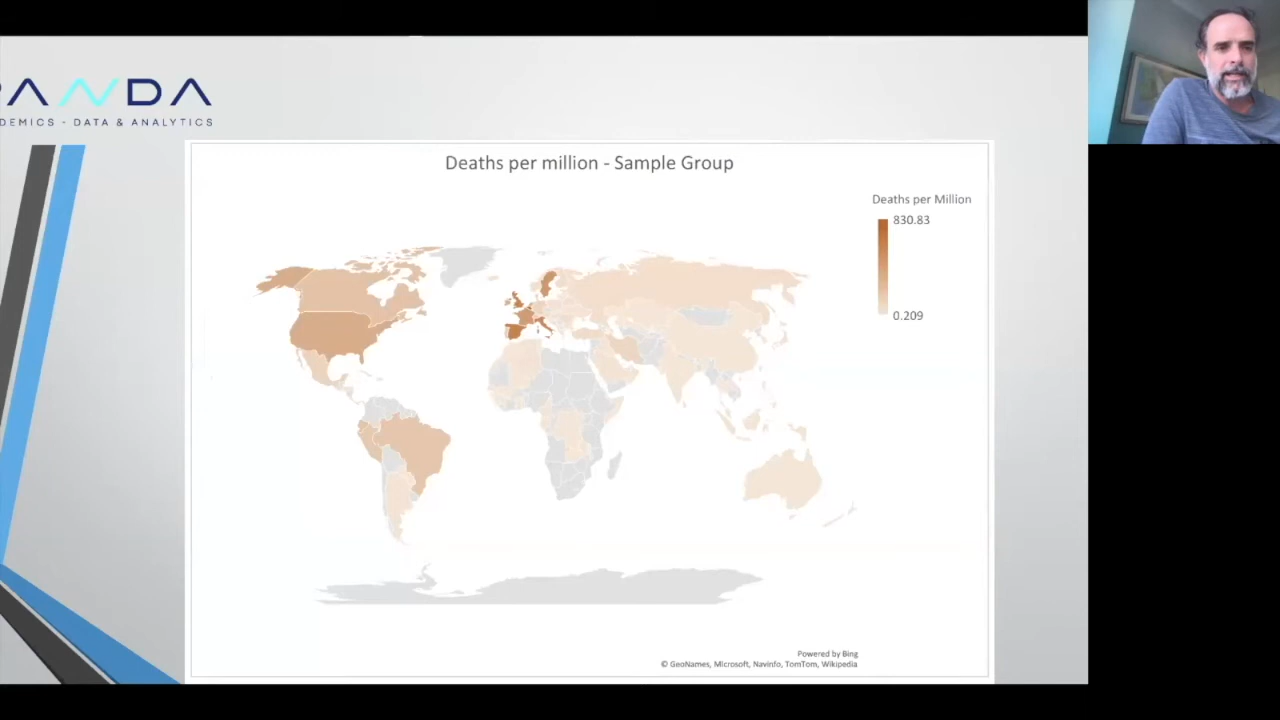 PANDA
DEMICS - DATA & ANALYTICS
Deaths per million - Sample Group
Deaths per Million
830.83
0.209
Powered by Bing
© GeoNames, Microsoft, Navinfo, TomTom, Wikipedia